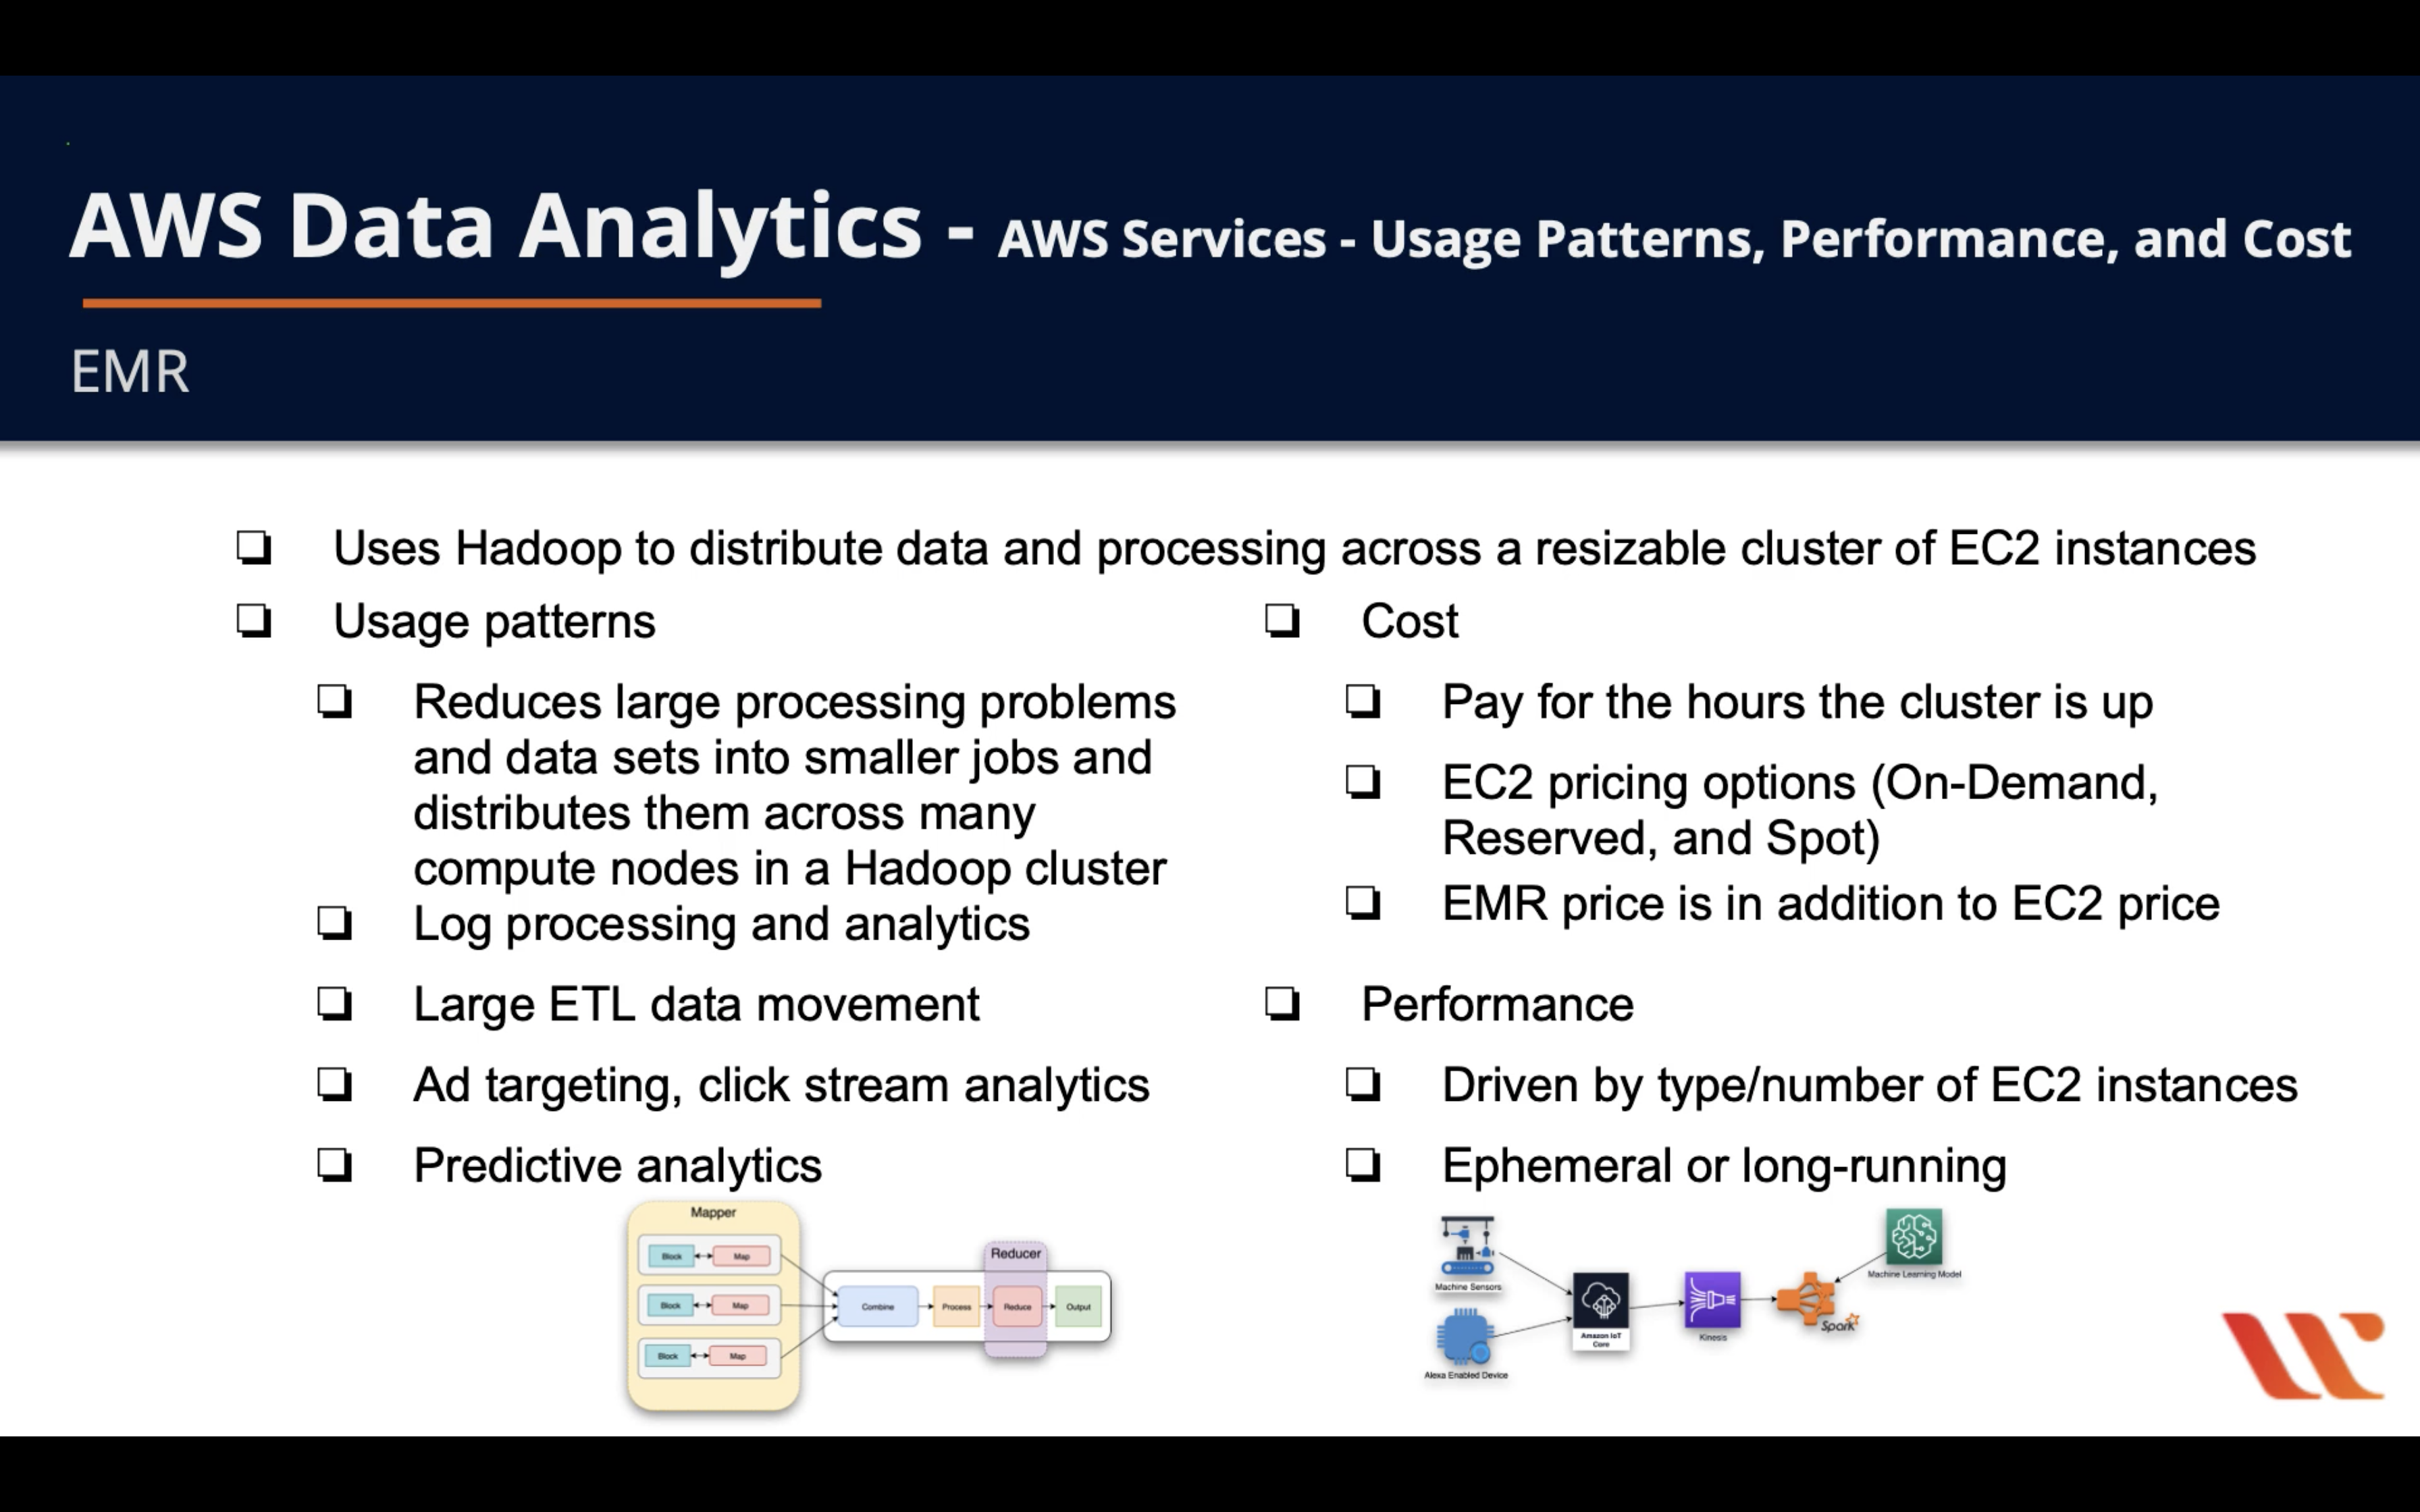 AWS Data Analytics - AWS Services - Usage Patterns, Performance, and Cost
EMR
Uses Hadoop to distribute data and processing across a resizable cluster of EC2 instances
Usage patterns
Reduces large processing problems
and data sets into smaller jobs and
distributes them across many
compute nodes in a Hadoop cluster
Log processing and analytics
Large ETL data movement
Ad targeting, click stream analytics
Predictive analytics
Cost
Pay for the hours the cluster is up
EC2 pricing options (On-Demand,
Reserved, and Spot)
EMR price is in addition to EC2 price
Performance
Driven by type/number of EC2 instances
Ephemeral or long-running
Mapper
Block Map
Block Map
Block Map
Reducer
Combine Process Reduce Output
Machine Sensors
Alexa Enabled Device
Amazon IoT
Core
Kinesis
Spark
Machine Learning Model